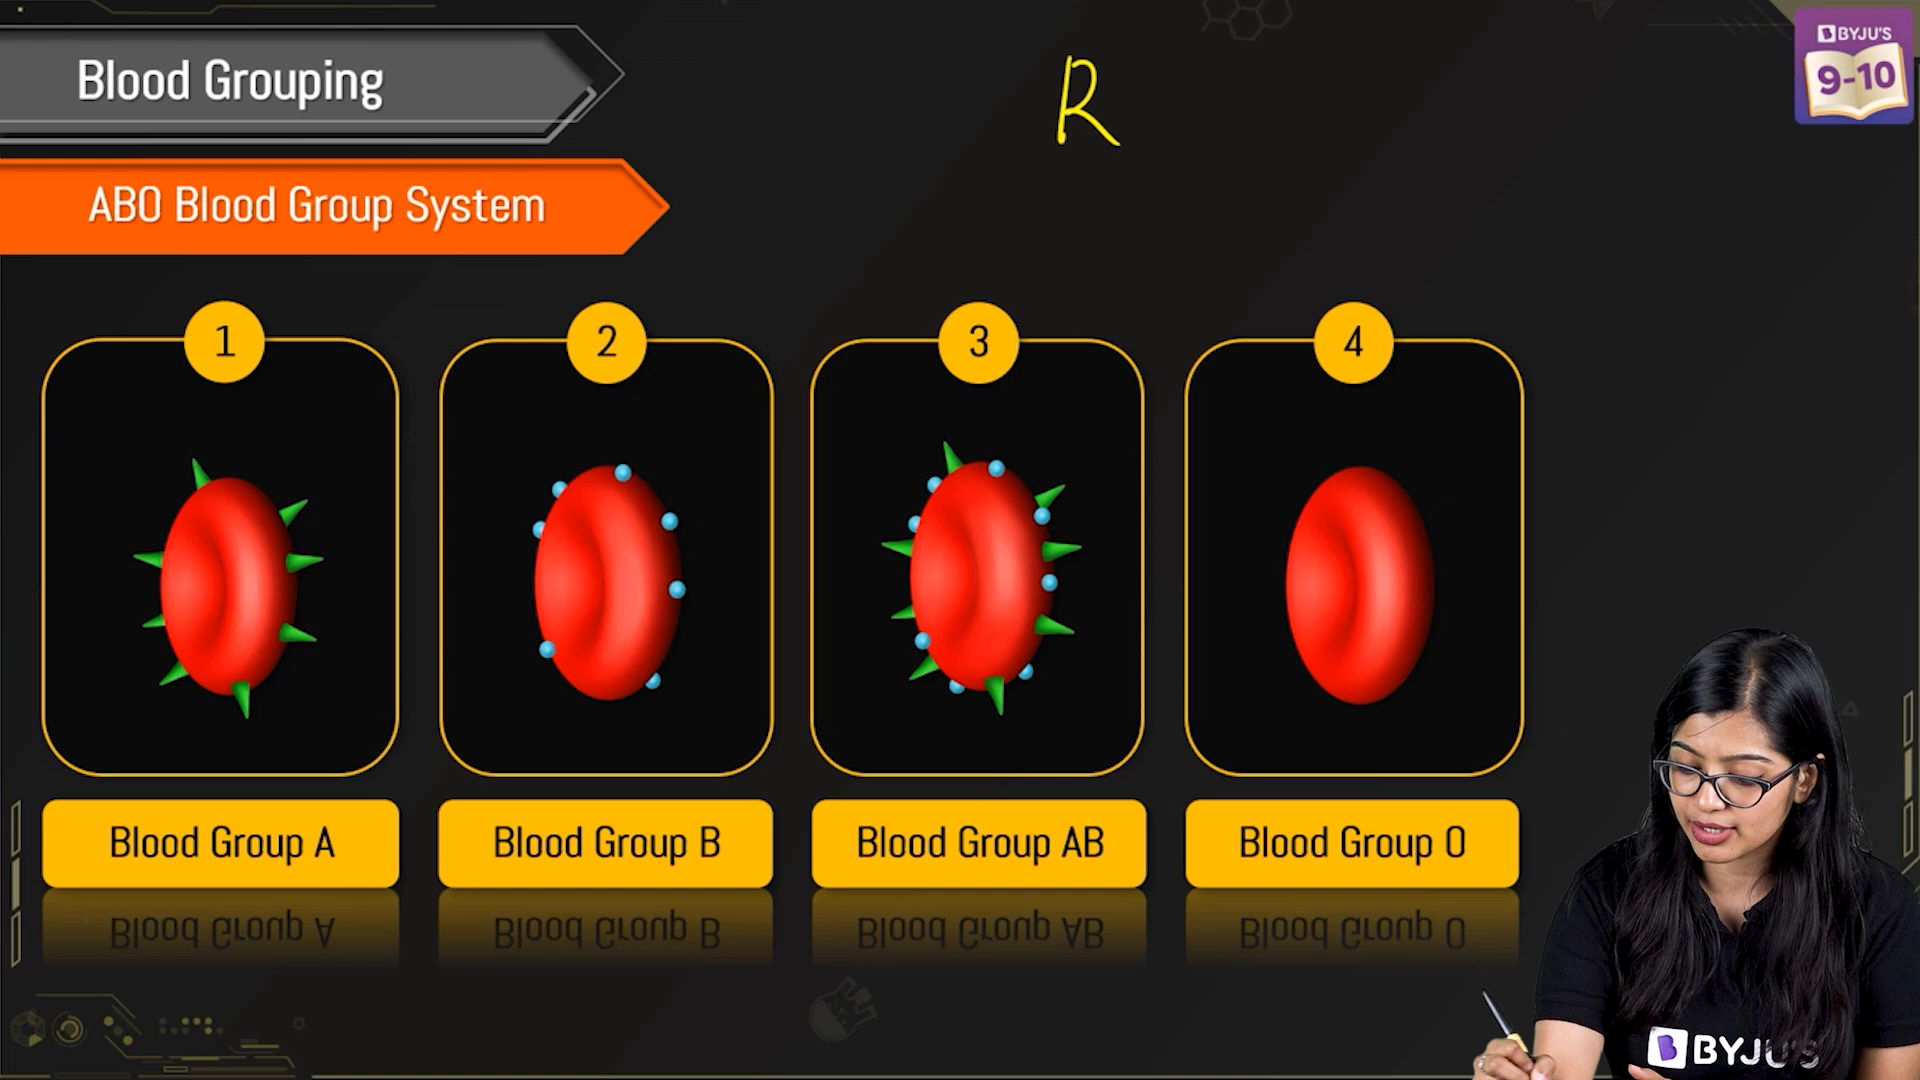 Blood Grouping
R
BYJU'S
9-10
ABO Blood Group System
1
2
3
4
Blood Group A
Blood Group B
Blood Group AB
Blood Group O
BYJU'S